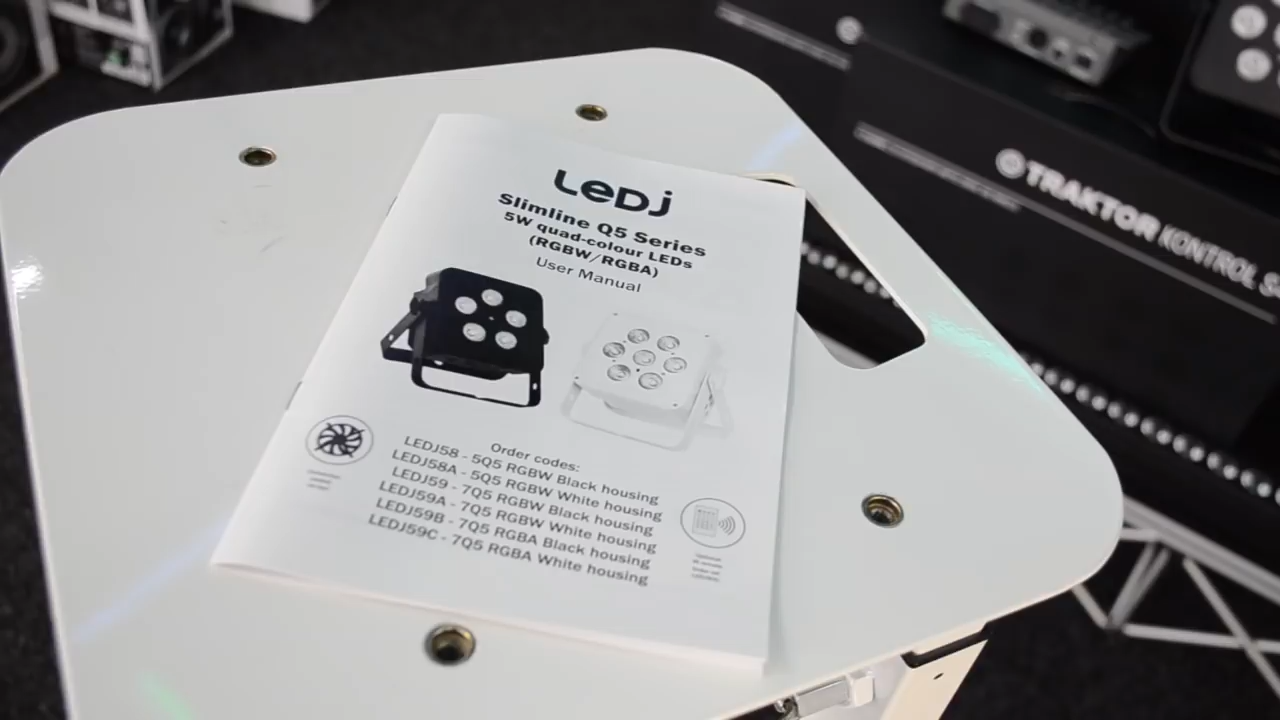 LEDJ
Slimline Q5 Series
5W quad-colour LEDs
(RGBW/RGBA)
User Manual
Order codes:
LEDJ58 - 5Q5 RGBW Black housing
LEDJ58A - 5Q5 RGBW White housing
LEDJ59 - 7Q5 RGBW Black housing
LEDJ59A - 7Q5 RGBW White housing
LEDJ59B - 7Q5 RGBA Black housing
LEDJ59C - 7Q5 RGBA White housing
TRAKTOR KONTROL